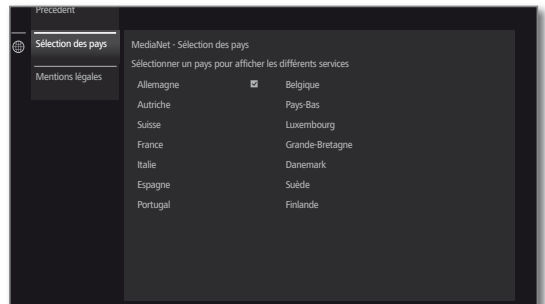 Précédent
Sélection des pays
Mentions légales
MediaNet - Sélection des pays
Sélectionner un pays pour afficher les différents services
Allemagne Belgique
Autriche Pays-Bas
Suisse Luxembourg
France Grande-Bretagne
Italie Danemark
Espagne Suède
Portugal Finlande